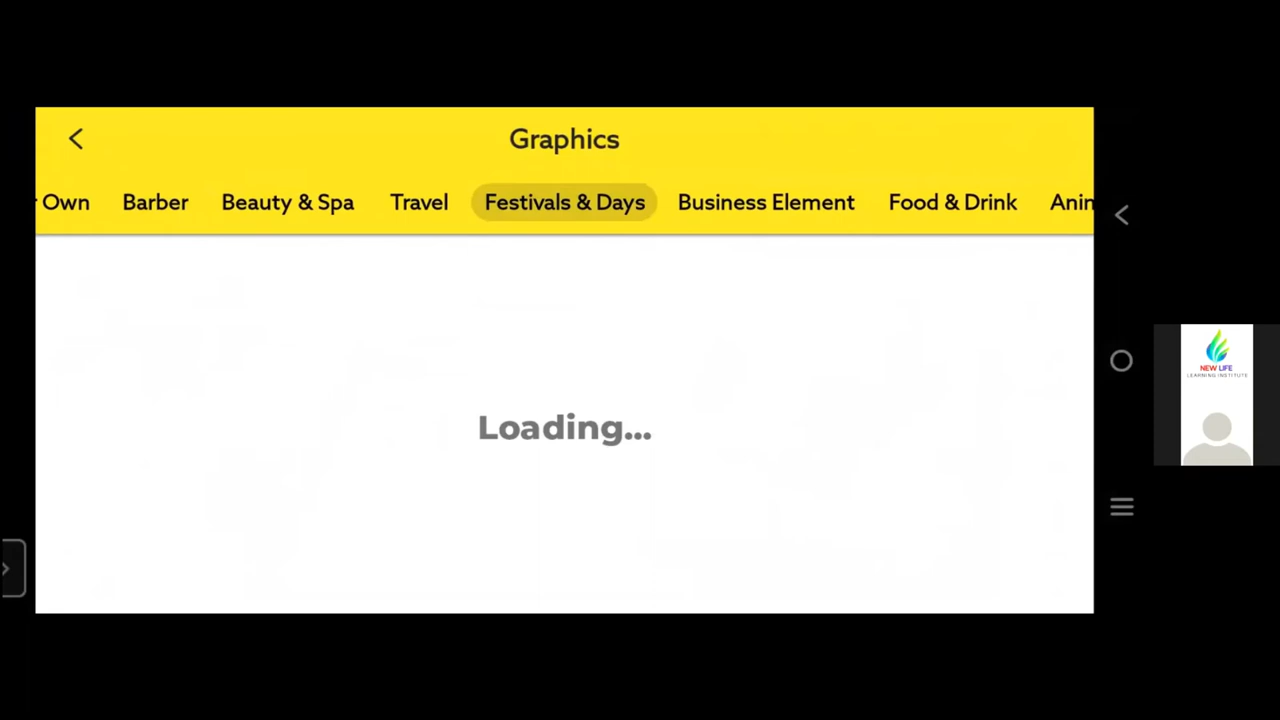 Graphics
Own Barber Beauty & Spa Travel Festivals & Days Business Element Food & Drink Anin
Loading...
NEW LIFE
LEARNING INSTITUTE